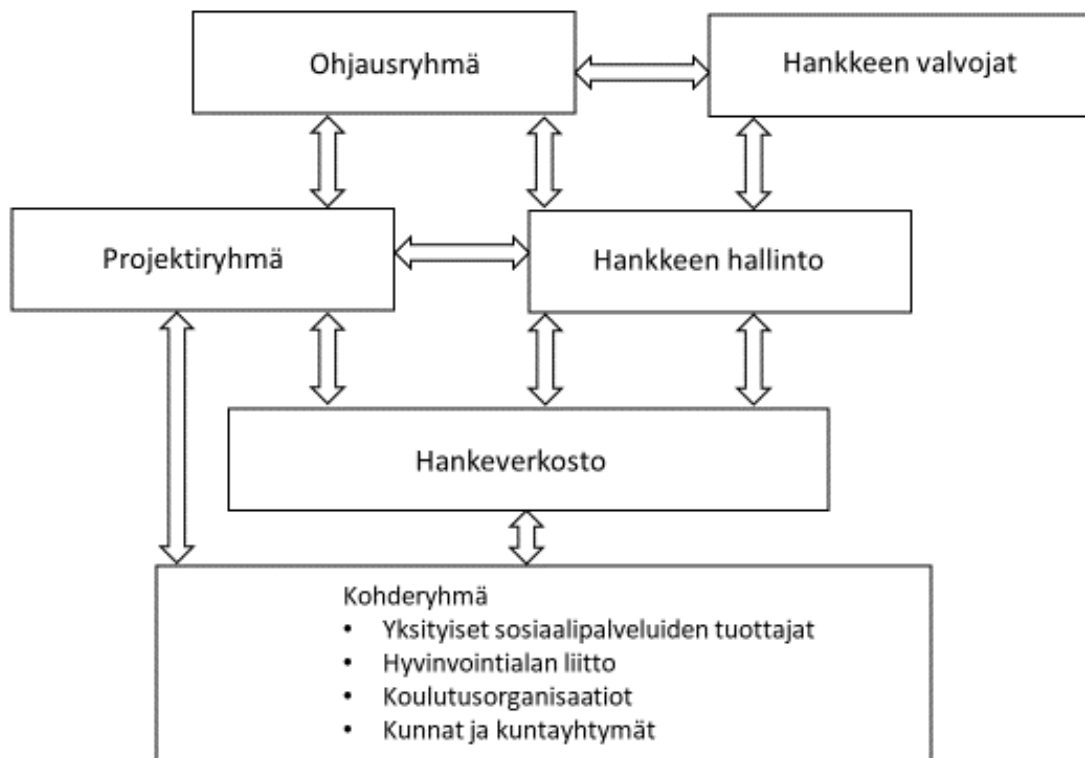 Ohjausryhmä
Hankkeen valvojat
Projektiryhmä
Hankkeen hallinto
Hankeverkosto
Kohderyhmä
• Yksityiset sosiaalipalveluiden tuottajat
• Hyvinvointialan liitto
• Koulutusorganisaatiot
• Kunnat ja kuntayhtymät